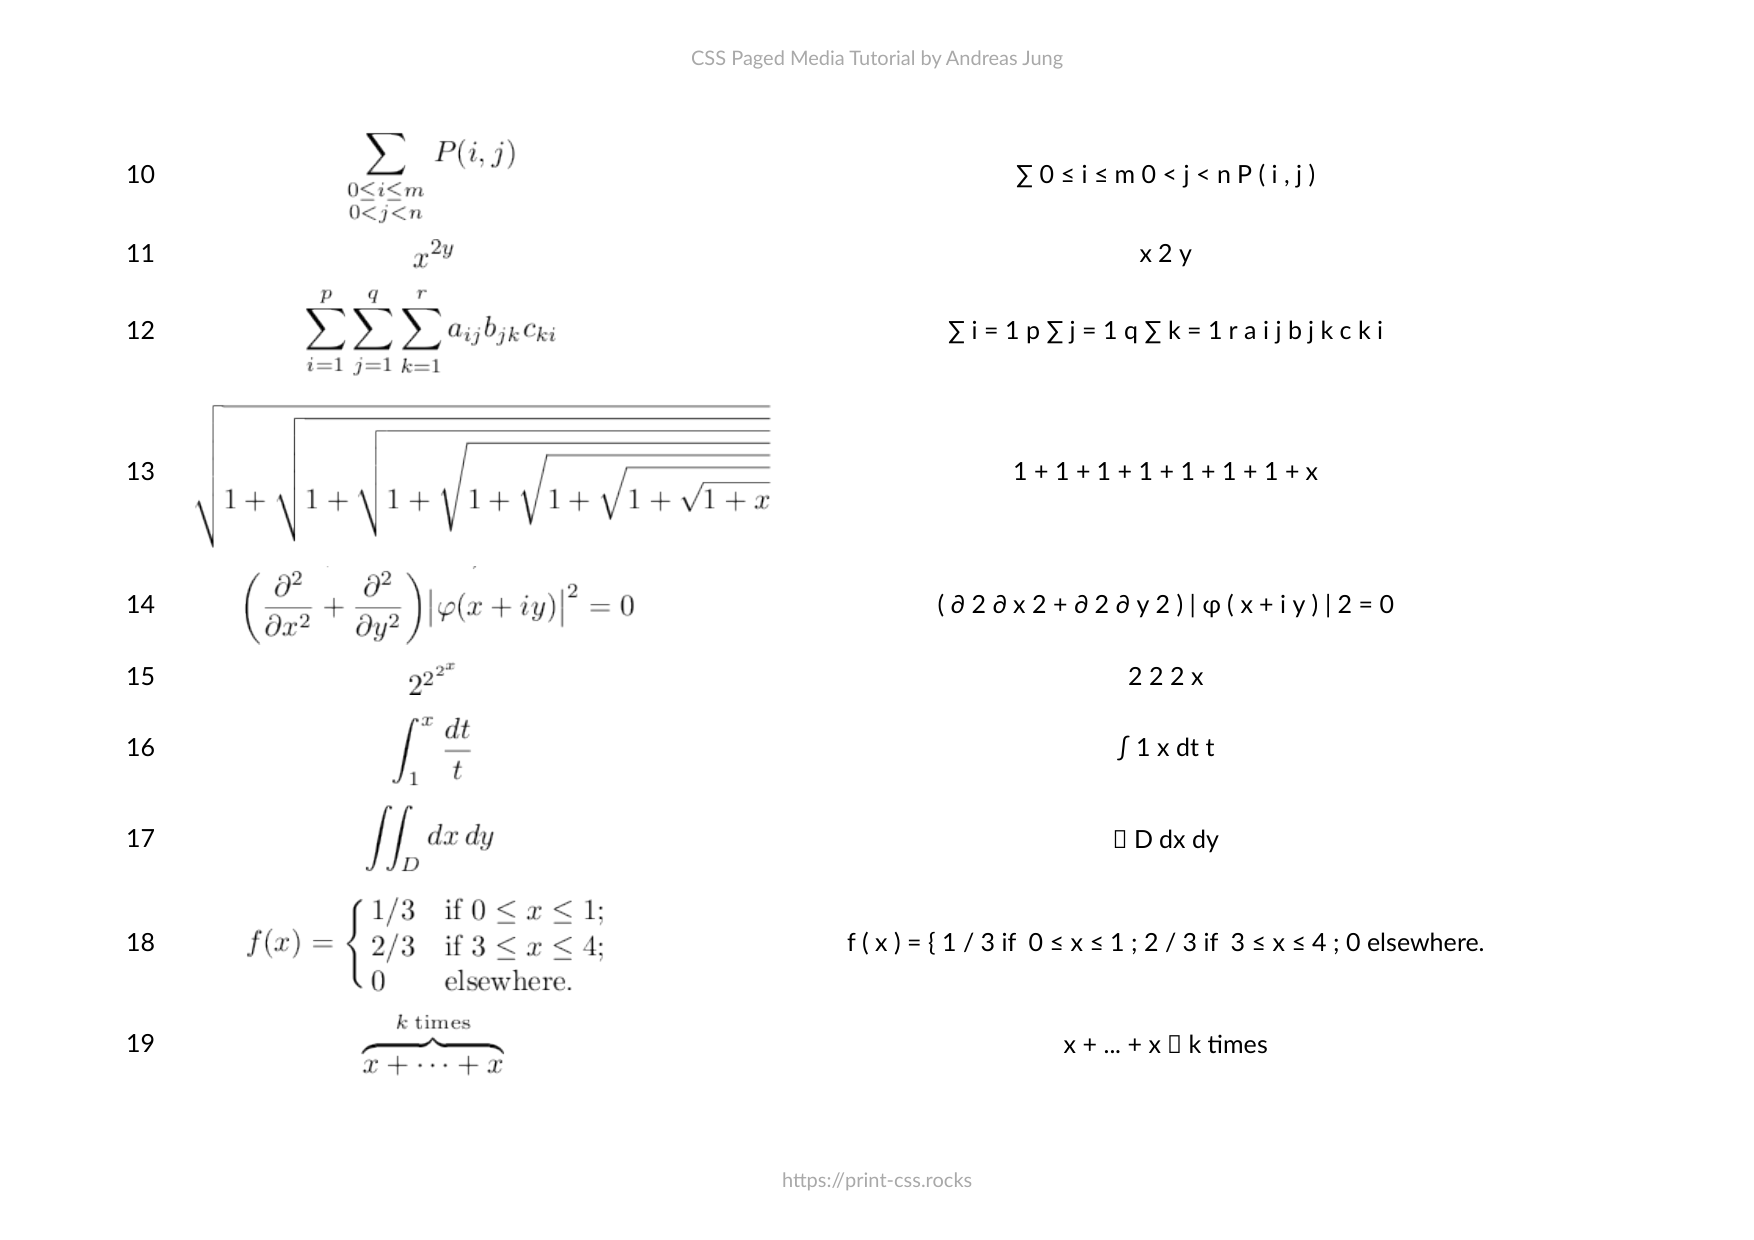 CSS Paged Media Tutorial by Andreas Jung
10 \sum_{\substack{0 \le i \le m \\ 0 < j < n}} P(i, j) ∑ 0 ≤ i ≤ m 0 < j < n P ( i , j )
11 x^{2y} x 2 y
12 \sum_{i=1}^{p} \sum_{j=1}^{q} \sum_{k=1}^{r} a_{ij} b_{jk} c_{ki} ∑ i = 1 p ∑ j = 1 q ∑ k = 1 r a i j b j k c k i
13 \sqrt{1 + \sqrt{1 + \sqrt{1 + \sqrt{1 + \sqrt{1 + \sqrt{1 + \sqrt{1 + x}}}}}}} 1 + 1 + 1 + 1 + 1 + 1 + 1 + x
14 \left( \frac{\partial^2}{\partial x^2} + \frac{\partial^2}{\partial y^2} \right) |\varphi(x + iy)|^2 = 0 ( ∂ 2 ∂ x 2 + ∂ 2 ∂ y 2 ) | φ ( x + i y ) | 2 = 0
15 2^{2^{2^x}} 2 2 2 x
16 \int_1^x \frac{dt}{t} ∫ 1 x dt t
17 \iint_D dx\,dy ▯ D dx dy
18 f(x) = \begin{cases} 1/3 & \text{if } 0 \le x \le 1; \\ 2/3 & \text{if } 3 \le x \le 4; \\ 0 & \text{elsewhere.} \end{cases} f ( x ) = { 1 / 3 if 0 ≤ x ≤ 1 ; 2 / 3 if 3 ≤ x ≤ 4 ; 0 elsewhere.
19 \overbrace{x + \cdots + x}^{k \text{ times}} x + ... + x ▯ k times
https://print-css.rocks